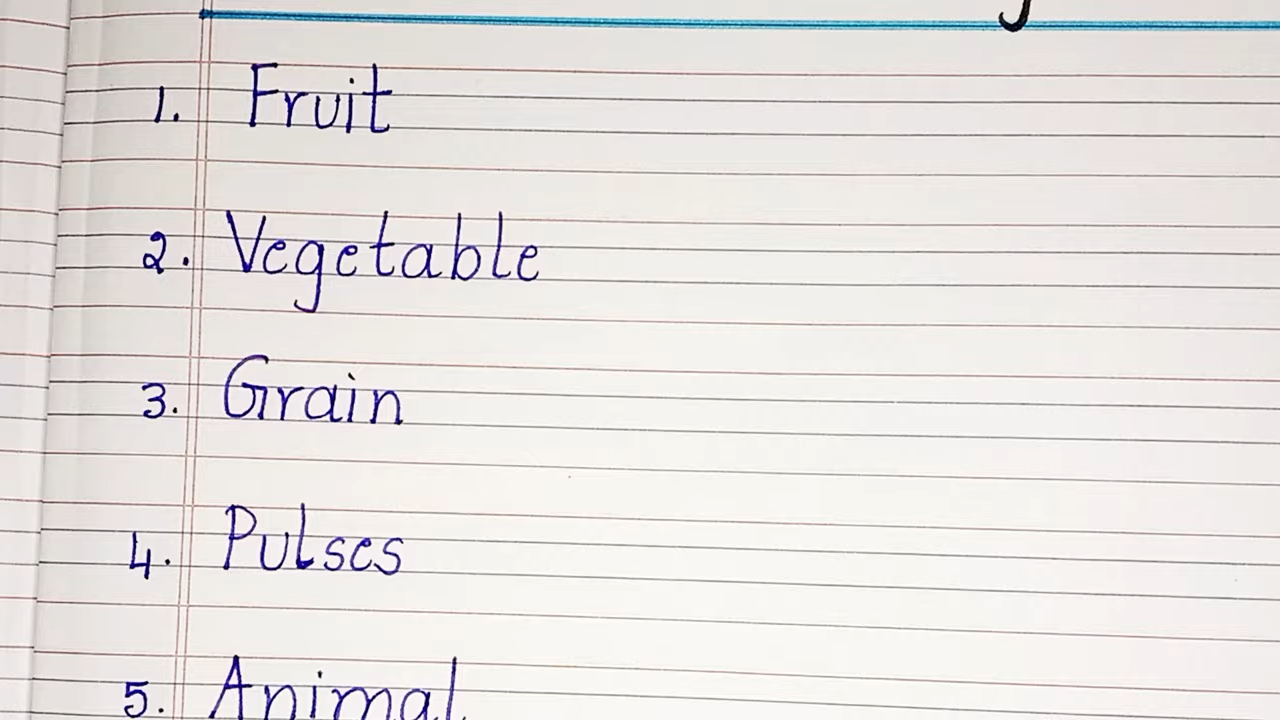 1. Fruit
2. Vegetable
3. Grain
4. Pulses
5. Animal